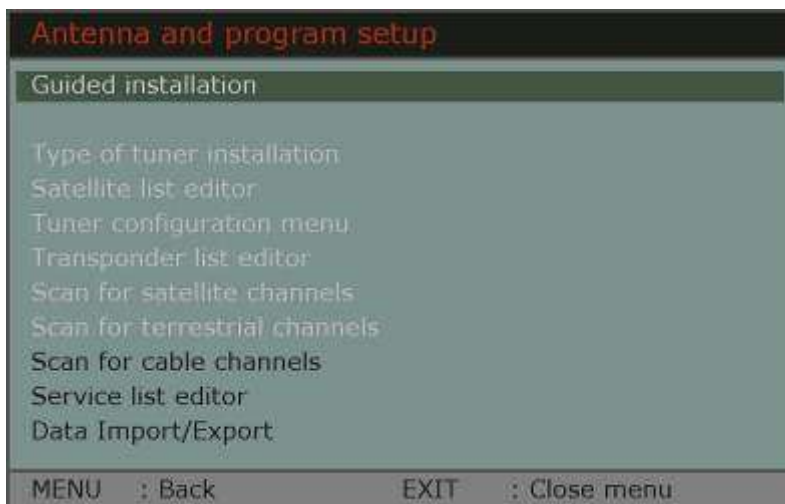 Antenna and program setup
Guided installation
Type of tuner installation
Satellite list editor
Tuner configuration menu
Transponder list editor
Scan for satellite channels
Scan for terrestrial channels
Scan for cable channels
Service list editor
Data Import/Export
MENU : Back EXIT : Close menu